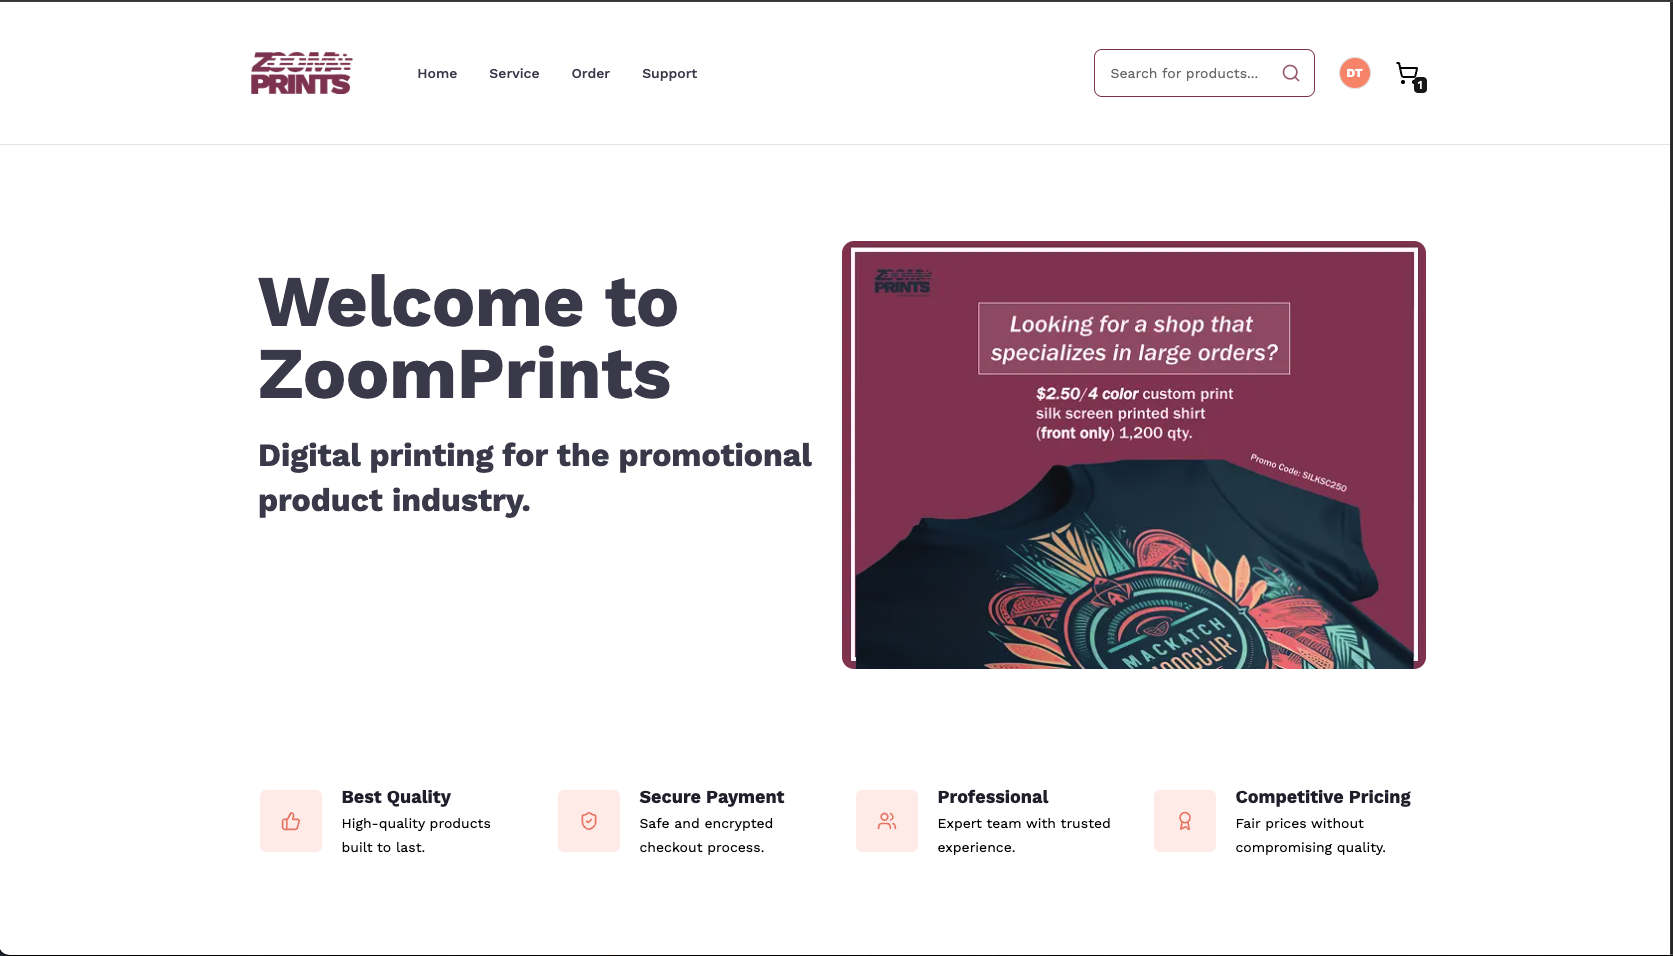 ZOOM
PRINTS
Home
Service
Order
Support
Search for products...
DT
1
Welcome to
ZoomPrints
Digital printing for the promotional
product industry.
ZOOM
PRINTS
Looking for a shop that
specializes in large orders?
$2.50/4 color custom print
silk screen printed shirt
(front only) 1,200 qty.
Promo Code: SILKSC250
MACKATCH
Best Quality
High-quality products
built to last.
Secure Payment
Safe and encrypted
checkout process.
Professional
Expert team with trusted
experience.
Competitive Pricing
Fair prices without
compromising quality.